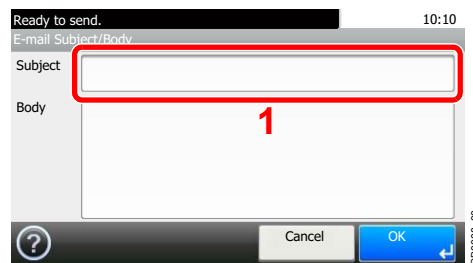 Ready to send. 10:10
E-mail Subject/Body
Subject
Body
1
?
Cancel OK